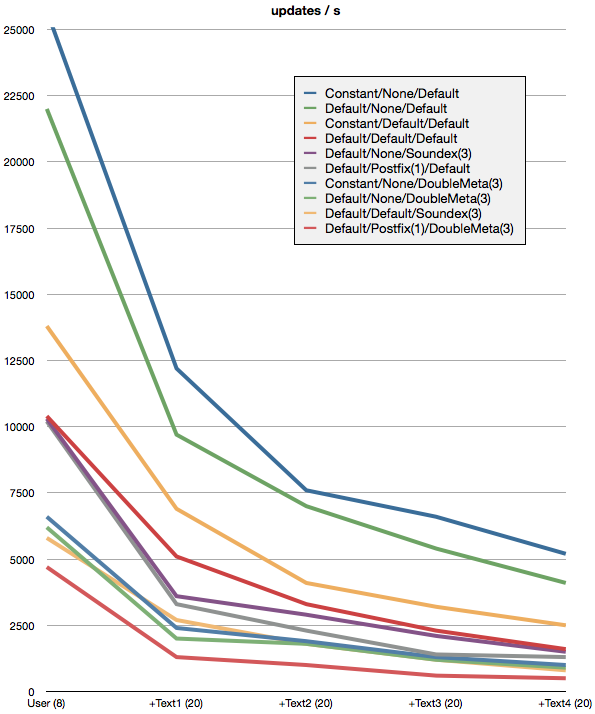 updates / s
25000
22500
20000
17500
15000
12500
10000
7500
5000
2500
0
Constant/None/Default
Default/None/Default
Constant/Default/Default
Default/Default/Default
Default/None/Soundex(3)
Default/Postfix(1)/Default
Constant/None/DoubleMeta(3)
Default/None/DoubleMeta(3)
Default/Default/Soundex(3)
Default/Postfix(1)/DoubleMeta(3)
User (8) +Text1 (20) +Text2 (20) +Text3 (20) +Text4 (20)